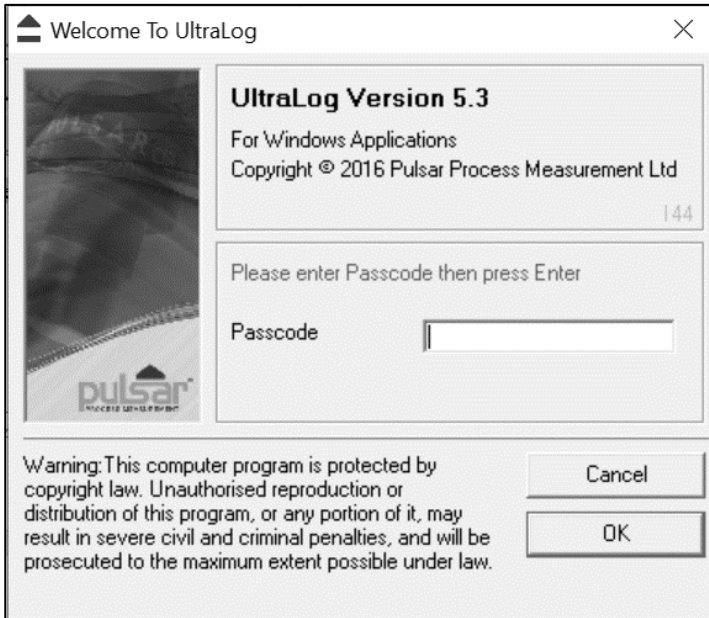 Welcome To UltraLog
UltraLog Version 5.3
For Windows Applications
Copyright © 2016 Pulsar Process Measurement Ltd
144
Please enter Passcode then press Enter
Passcode
PULSAR
pulsar
PROCESS MEASUREMENT
Warning:This computer program is protected by
copyright law. Unauthorised reproduction or
distribution of this program, or any portion of it, may
result in severe civil and criminal penalties, and will be
prosecuted to the maximum extent possible under law.
Cancel
OK